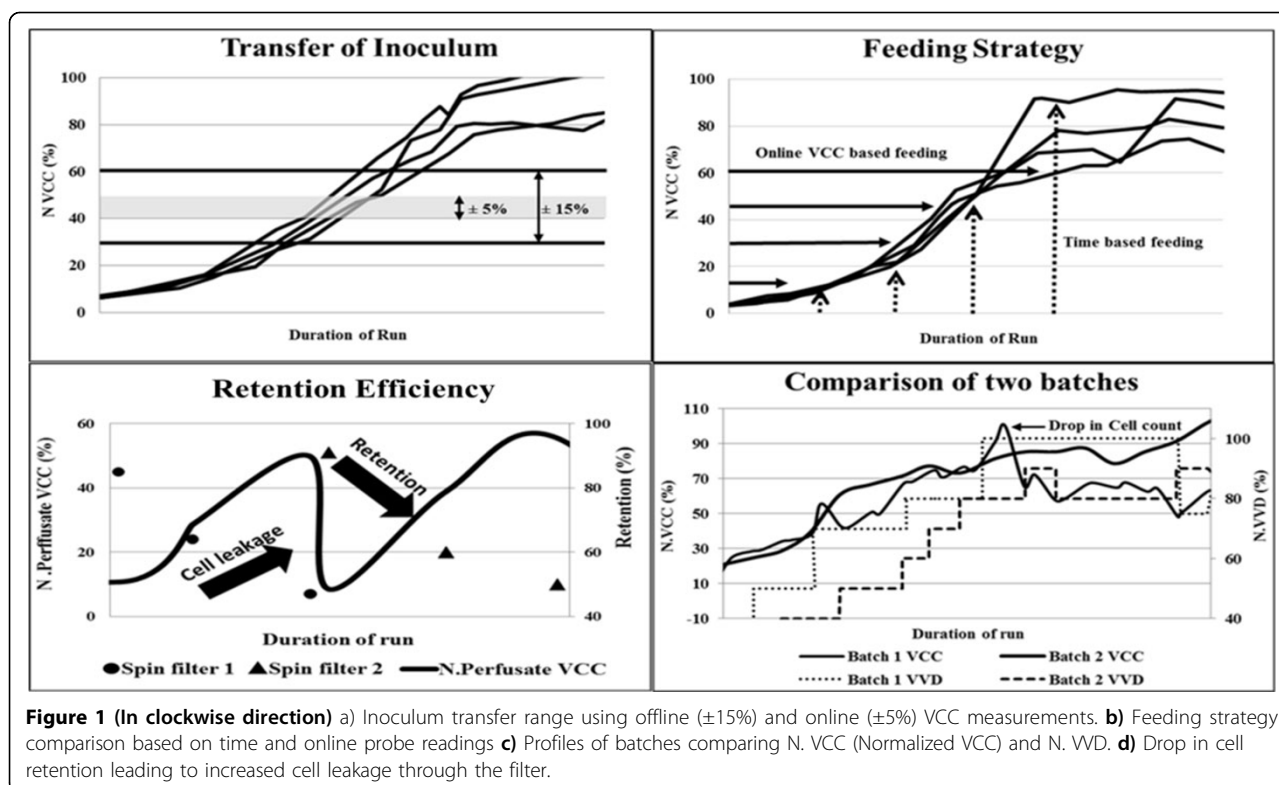 Transfer of Inoculum
N VCC (%)
100
80
60
40
20
0
± 5%
± 15%
Duration of Run
Feeding Strategy
N VCC (%)
100
80
60
40
20
0
Online VCC based feeding
Time based feeding
Duration of Run
Retention Efficiency
N.Perffusate VCC (%)
60
40
20
0
Cell leakage
Retention
100
80
60
40
Retention (%)
Duration of run
Spin filter 1
Spin filter 2
N.Perfusate VCC
Comparison of two batches
N.VCC (%)
110
90
70
50
30
10
-10
Drop in Cell count
100
90
80
70
60
50
40
N.VVD (%)
Duration of run
Batch 1 VCC
Batch 2 VCC
Batch 1 VVD
Batch 2 VVD
Figure 1 (In clockwise direction) a) Inoculum transfer range using offline (±15%) and online (±5%) VCC measurements. b) Feeding strategy
comparison based on time and online probe readings c) Profiles of batches comparing N. VCC (Normalized VCC) and N. VVD. d) Drop in cell
retention leading to increased cell leakage through the filter.